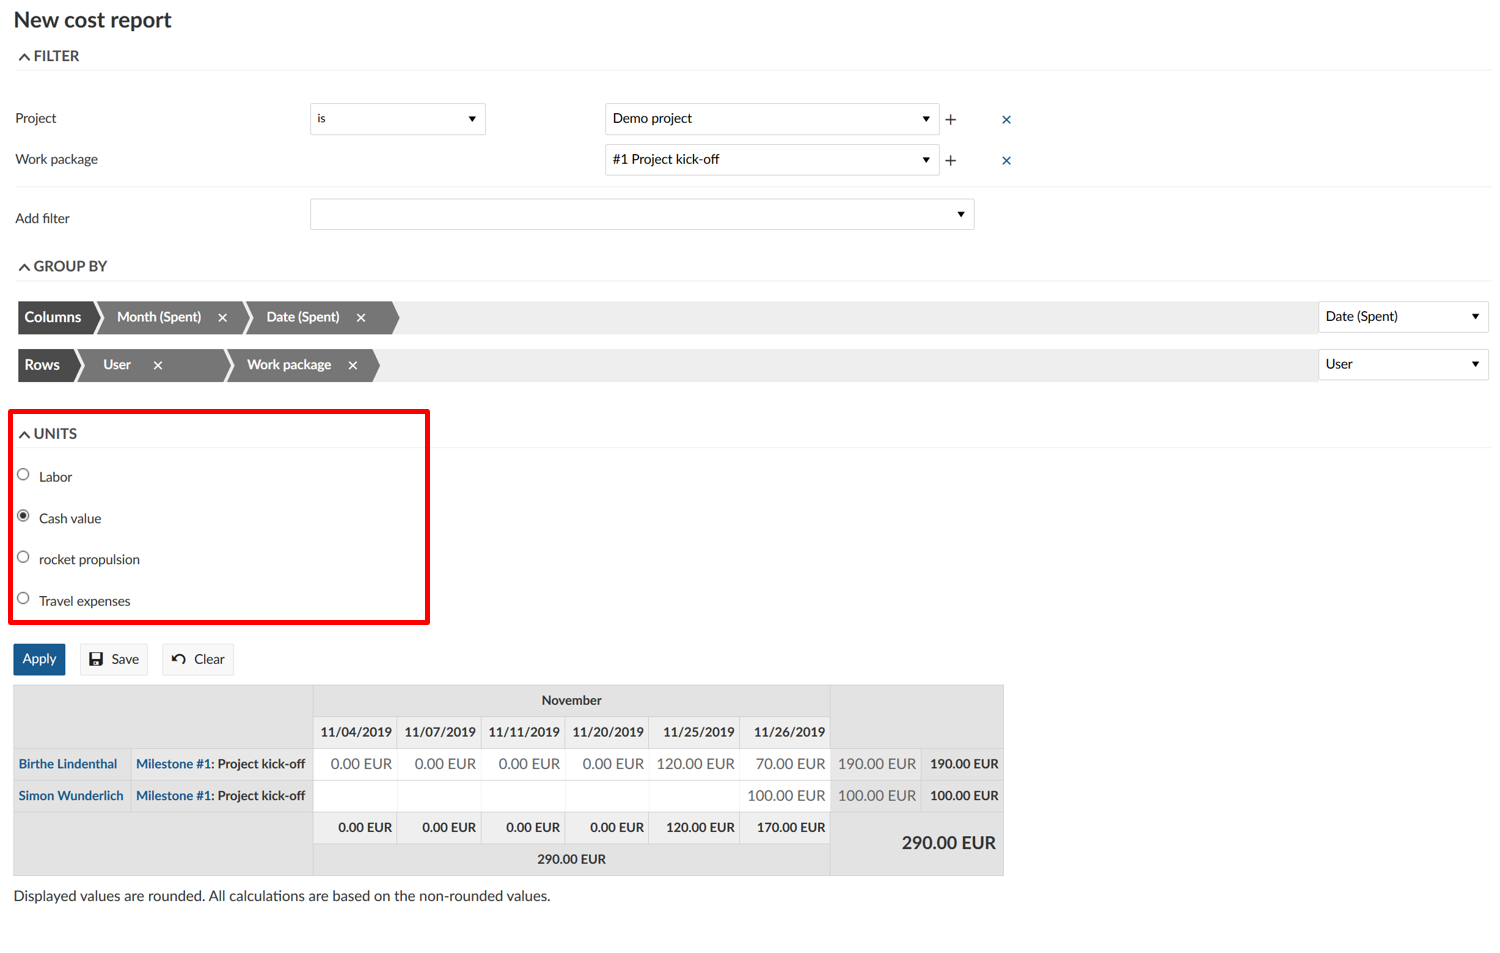 New cost report
FILTER
Project is Demo project
Work package #1 Project kick-off
Add filter
GROUP BY
Columns Month (Spent) Date (Spent) Date (Spent)
Rows User Work package User
UNITS
Labor
Cash value
rocket propulsion
Travel expenses
Apply Save Clear
November
11/04/2019 11/07/2019 11/11/2019 11/20/2019 11/25/2019 11/26/2019
Birthe Lindenthal Milestone #1: Project kick-off 0.00 EUR 0.00 EUR 0.00 EUR 0.00 EUR 120.00 EUR 70.00 EUR 190.00 EUR 190.00 EUR
Simon Wunderlich Milestone #1: Project kick-off 100.00 EUR 100.00 EUR 100.00 EUR
0.00 EUR 0.00 EUR 0.00 EUR 0.00 EUR 120.00 EUR 170.00 EUR
290.00 EUR
290.00 EUR
Displayed values are rounded. All calculations are based on the non-rounded values.